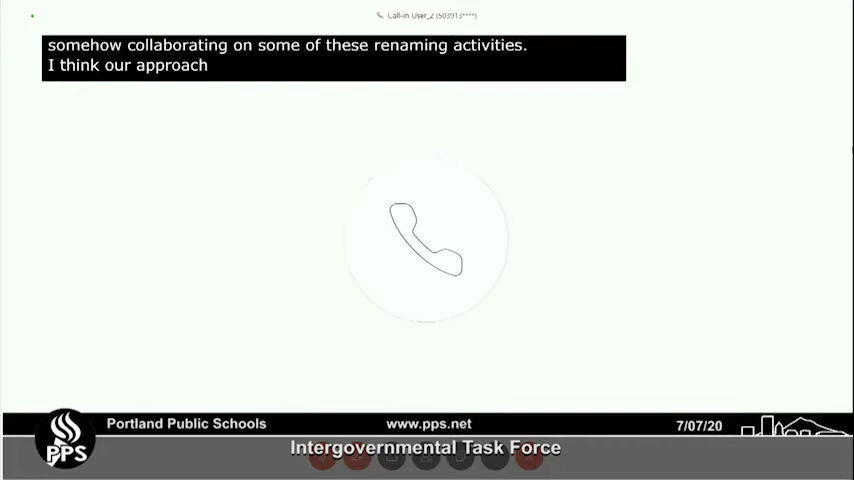 Call-in User_2 (503913****)
somehow collaborating on some of these renaming activities.
I think our approach
Portland Public Schools www.pps.net 7/07/20
PPS
Intergovernmental Task Force